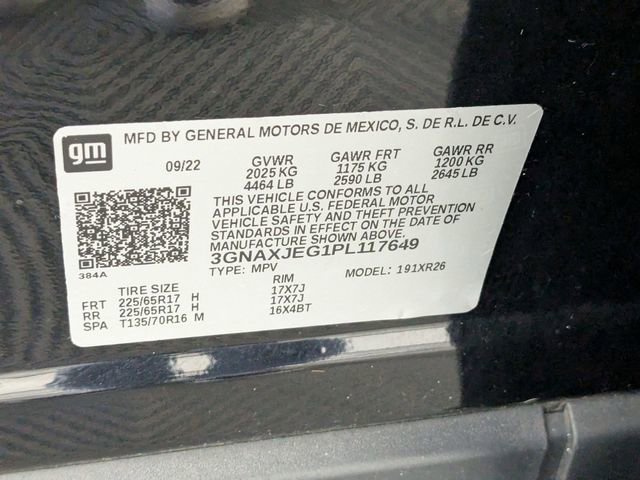 gm MFD BY GENERAL MOTORS DE MEXICO, S. DE R.L. DE C.V.
09/22 GVWR GAWR FRT GAWR RR
2025 KG 1175 KG 1200 KG
4464 LB 2590 LB 2645 LB
THIS VEHICLE CONFORMS TO ALL
APPLICABLE U.S. FEDERAL MOTOR
VEHICLE SAFETY AND THEFT PREVENTION
STANDARDS IN EFFECT ON THE DATE OF
MANUFACTURE SHOWN ABOVE.
3GNAXJEG1PL117649
384A TYPE: MPV MODEL: 191XR26
TIRE SIZE RIM
FRT 225/65R17 H 17X7J
RR 225/65R17 H 17X7J
SPA T135/70R16 M 16X4BT